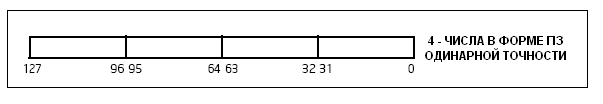 4 - ЧИСЛА В ФОРМЕ ПЗ
ОДИНАРНОЙ ТОЧНОСТИ
127 96 95 64 63 32 31 0